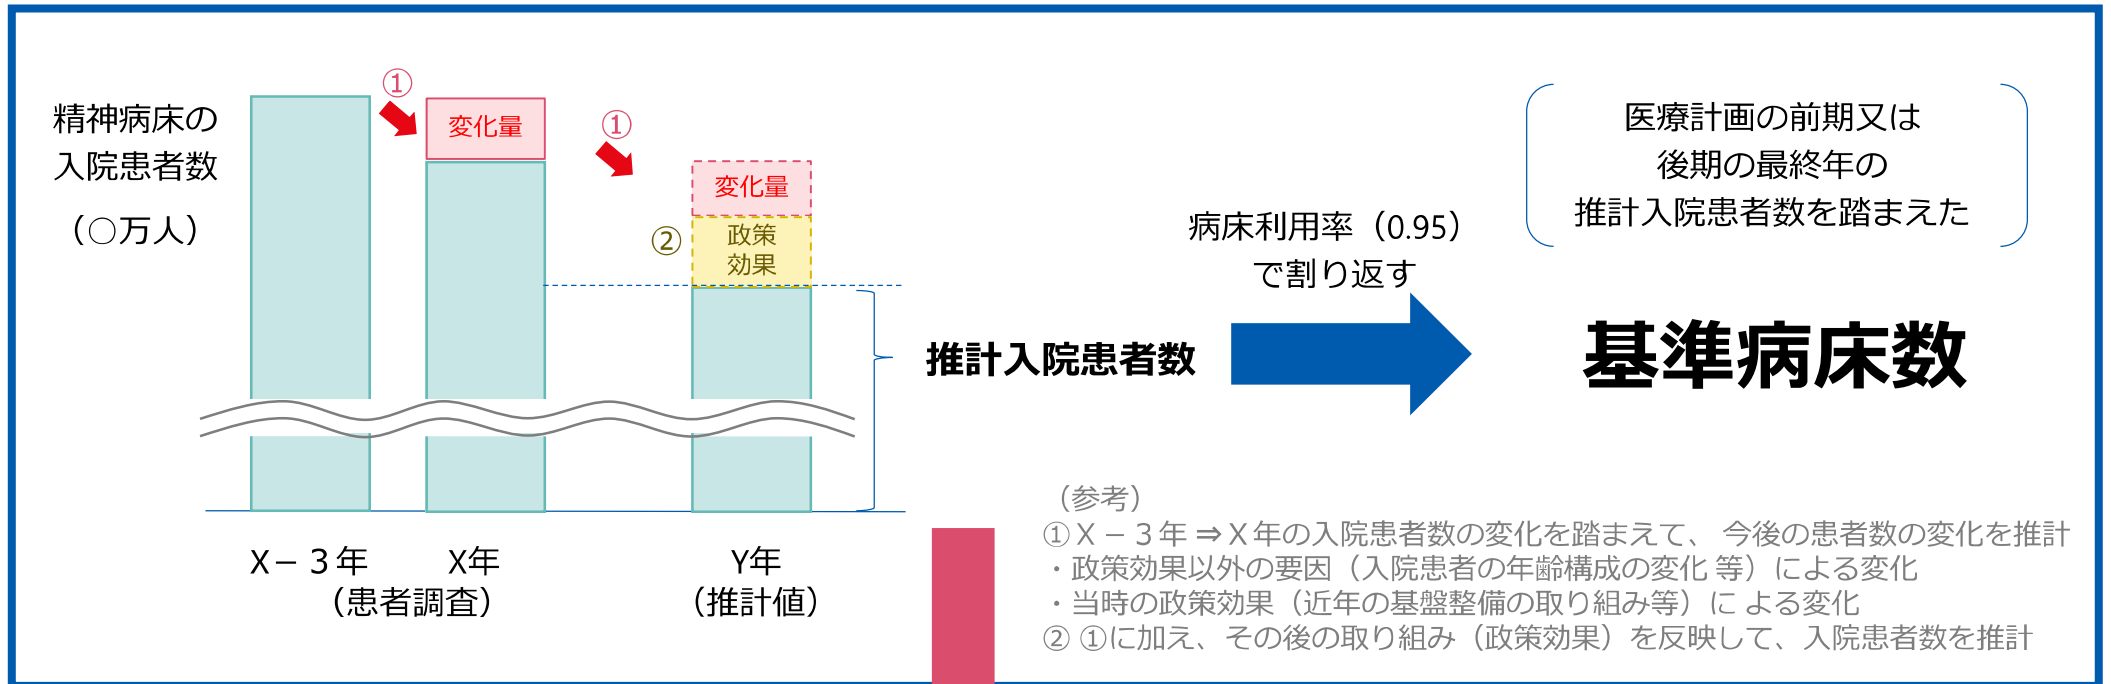 精神病床の
入院患者数
（○万人）
①
変化量
①
変化量
②
政策
効果
推計入院患者数
病床利用率（0.95）
で割り返す
医療計画の前期又は
後期の最終年の
推計入院患者数を踏まえた
基準病床数
X－３年
X年
（患者調査）
Y年
（推計値）
（参考）
①Ｘ－３年 ⇒Ｘ年の入院患者数の変化を踏まえて、 今後の患者数の変化を推計
・政策効果以外の要因（入院患者の年齢構成の変化 等）による変化
・当時の政策効果（近年の基盤整備の取り組み等）に よる変化
② ①に加え、その後の取り組み（政策効果）を反映して、入院患者数を推計